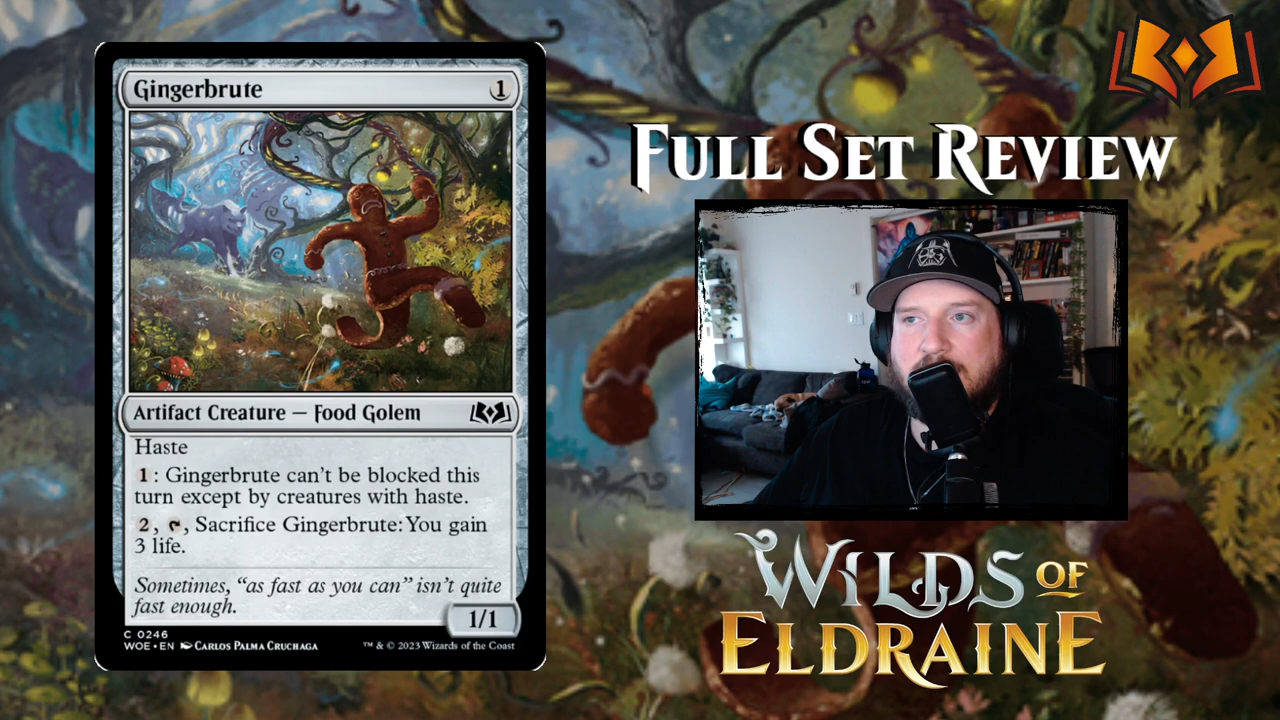 Gingerbrute 1
Artifact Creature — Food Golem
Haste
1: Gingerbrute can't be blocked this
turn except by creatures with haste.
2, , Sacrifice Gingerbrute: You gain
3 life.
Sometimes, "as fast as you can" isn't quite
fast enough.
1/1
C 0246
WOE • EN CARLOS PALMA CRUCHAGA
™ & © 2023 Wizards of the Coast
FULL SET REVIEW
WILDS OF
ELDRAINE